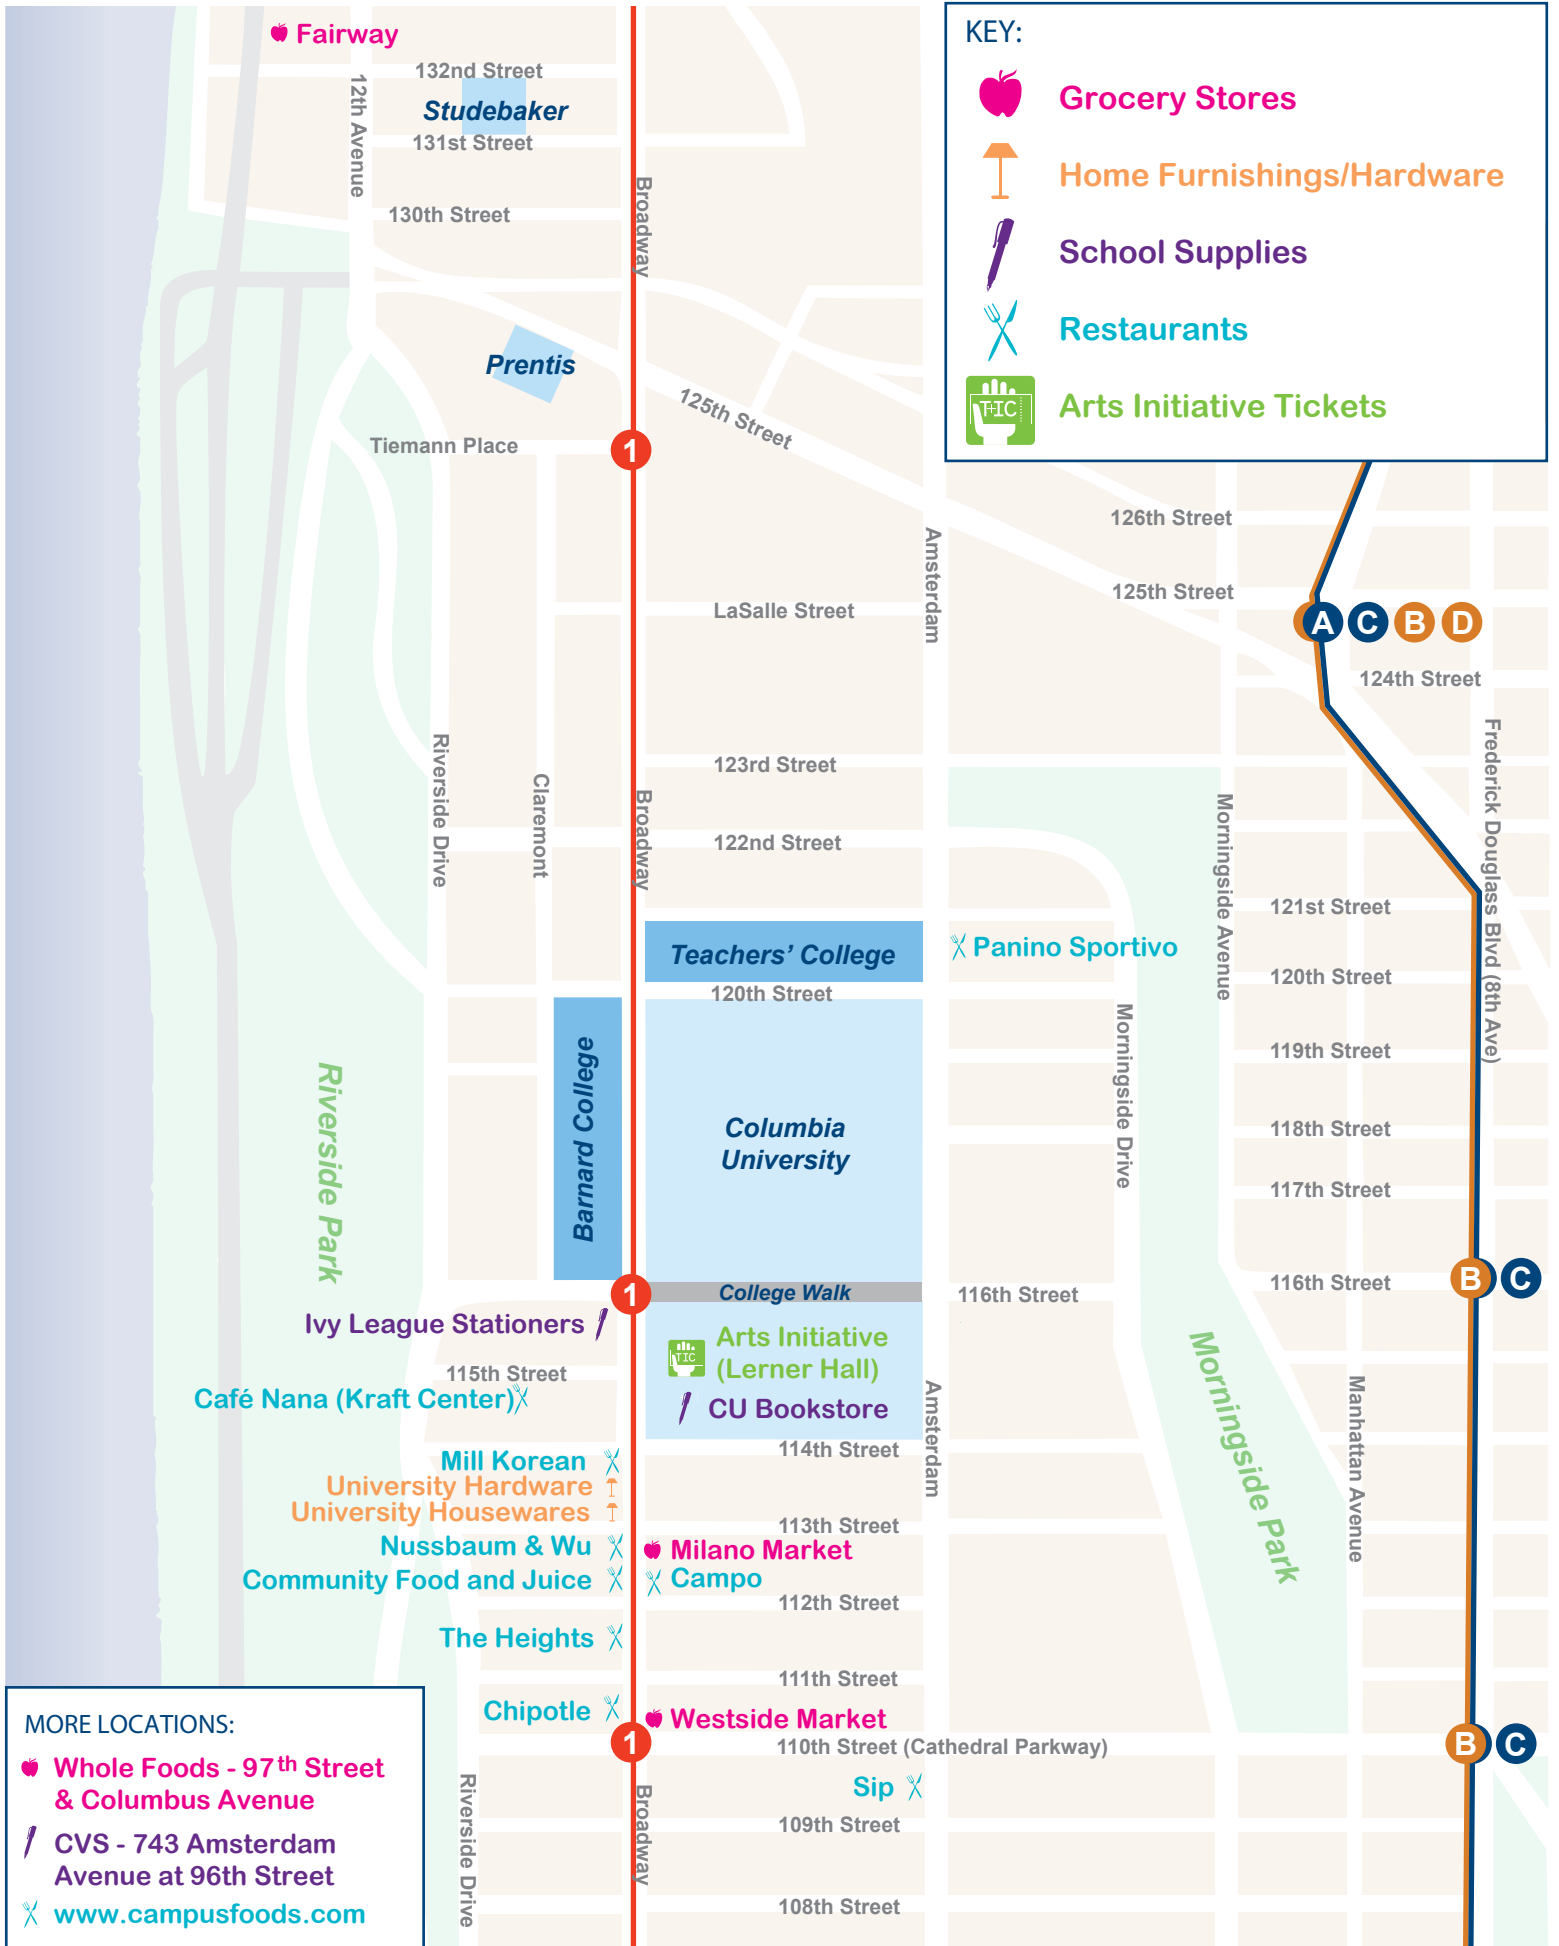 Fairway
132nd Street
Studebaker
131st Street
12th Avenue
130th Street
Broadway
KEY:
Grocery Stores
Home Furnishings/Hardware
School Supplies
Restaurants
T+IC
Arts Initiative Tickets
Prentis
125th Street
Tiemann Place
1
126th Street
Amsterdam
125th Street
LaSalle Street
A C B D
124th Street
Riverside Drive
Claremont
Broadway
123rd Street
122nd Street
Morningside Avenue
Frederick Douglass Blvd (8th Ave)
121st Street
Teachers' College
Panino Sportivo
120th Street
120th Street
Morningside Drive
119th Street
Riverside Park
Barnard College
Columbia
University
118th Street
117th Street
1
College Walk
116th Street
116th Street
B C
Ivy League Stationers
TIC
Arts Initiative
(Lerner Hall)
115th Street
Café Nana (Kraft Center)
CU Bookstore
Amsterdam
Morningside Park
Manhattan Avenue
114th Street
Mill Korean
University Hardware
University Housewares
113th Street
Nussbaum & Wu
Milano Market
Community Food and Juice
Campo
112th Street
The Heights
111th Street
Chipotle
Westside Market
1
110th Street (Cathedral Parkway)
B C
Sip
Riverside Drive
Broadway
109th Street
108th Street
MORE LOCATIONS:
Whole Foods - 97th Street
& Columbus Avenue
CVS - 743 Amsterdam
Avenue at 96th Street
www.campusfoods.com